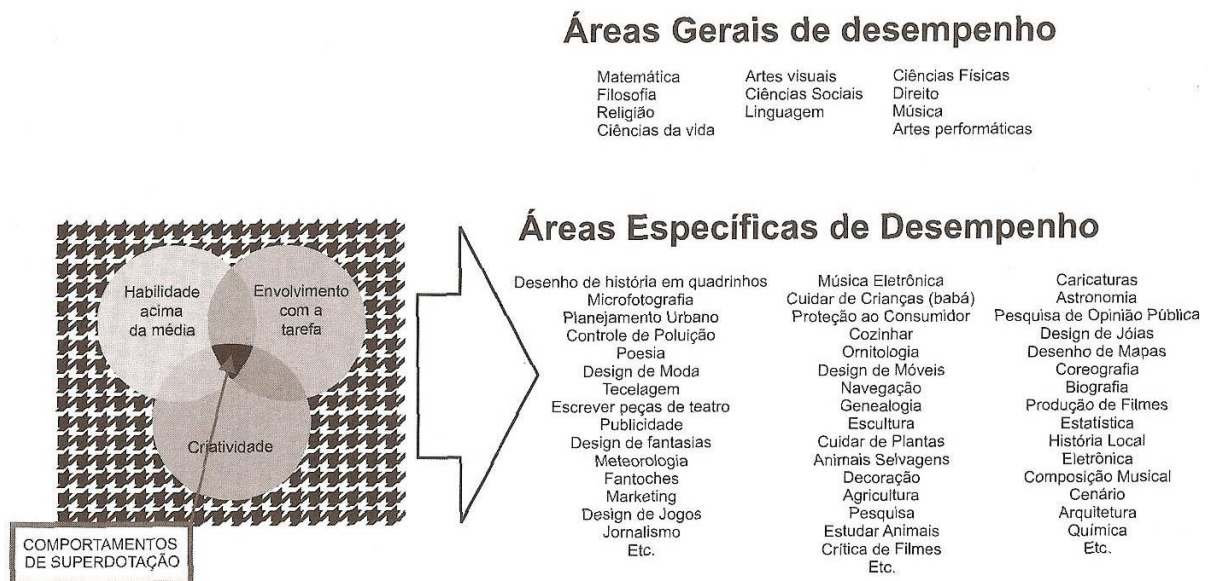 Áreas Gerais de desempenho
Matemática
Filosofia
Religião
Ciências da vida
Artes visuais
Ciências Sociais
Linguagem
Ciências Físicas
Direito
Música
Artes performáticas
Habilidade
acima
da média
Envolvimento
com a
tarefa
Criatividade
COMPORTAMENTOS
DE SUPERDOTAÇÃO
Áreas Específicas de Desempenho
Desenho de história em quadrinhos
Microfotografia
Planejamento Urbano
Controle de Poluição
Poesia
Design de Moda
Tecelagem
Escrever peças de teatro
Publicidade
Design de fantasias
Meteorologia
Fantoches
Marketing
Design de Jogos
Jornalismo
Etc.
Música Eletrônica
Cuidar de Crianças (babá)
Proteção ao Consumidor
Cozinhar
Ornitologia
Design de Móveis
Navegação
Genealogia
Escultura
Cuidar de Plantas
Animais Selvagens
Decoração
Agricultura
Pesquisa
Estudar Animais
Crítica de Filmes
Etc.
Caricaturas
Astronomia
Pesquisa de Opinião Pública
Design de Jóias
Desenho de Mapas
Coreografia
Biografia
Produção de Filmes
Estatística
História Local
Eletrônica
Composição Musical
Cenário
Arquitetura
Química
Etc.